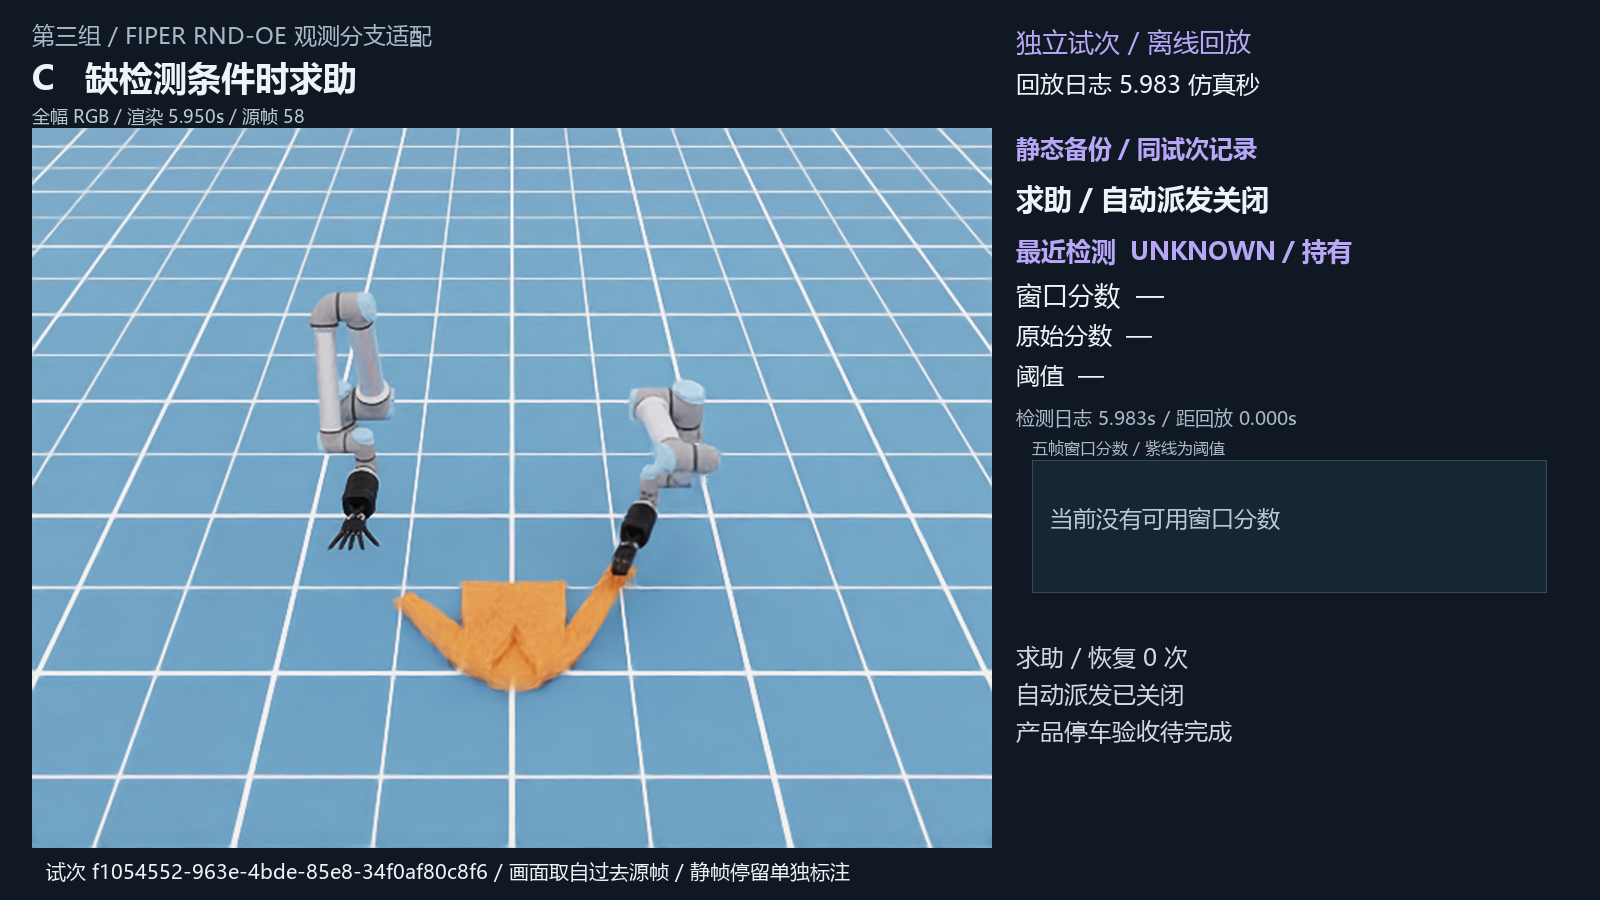 第三组 / FIPER RND-OE 观测分支适配
C 缺检测条件时求助
全幅 RGB / 渲染 5.950s / 源帧 58
独立试次 / 离线回放
回放日志 5.983 仿真秒
静态备份 / 同试次记录
求助 / 自动派发关闭
最近检测 UNKNOWN / 持有
窗口分数 —
原始分数 —
阈值 —
检测日志 5.983s / 距回放 0.000s
五帧窗口分数 / 紫线为阈值
当前没有可用窗口分数
求助 / 恢复 0 次
自动派发已关闭
产品停车验收待完成
试次 f1054552-963e-4bde-85e8-34f0af80c8f6 / 画面取自过去源帧 / 静帧停留单独标注